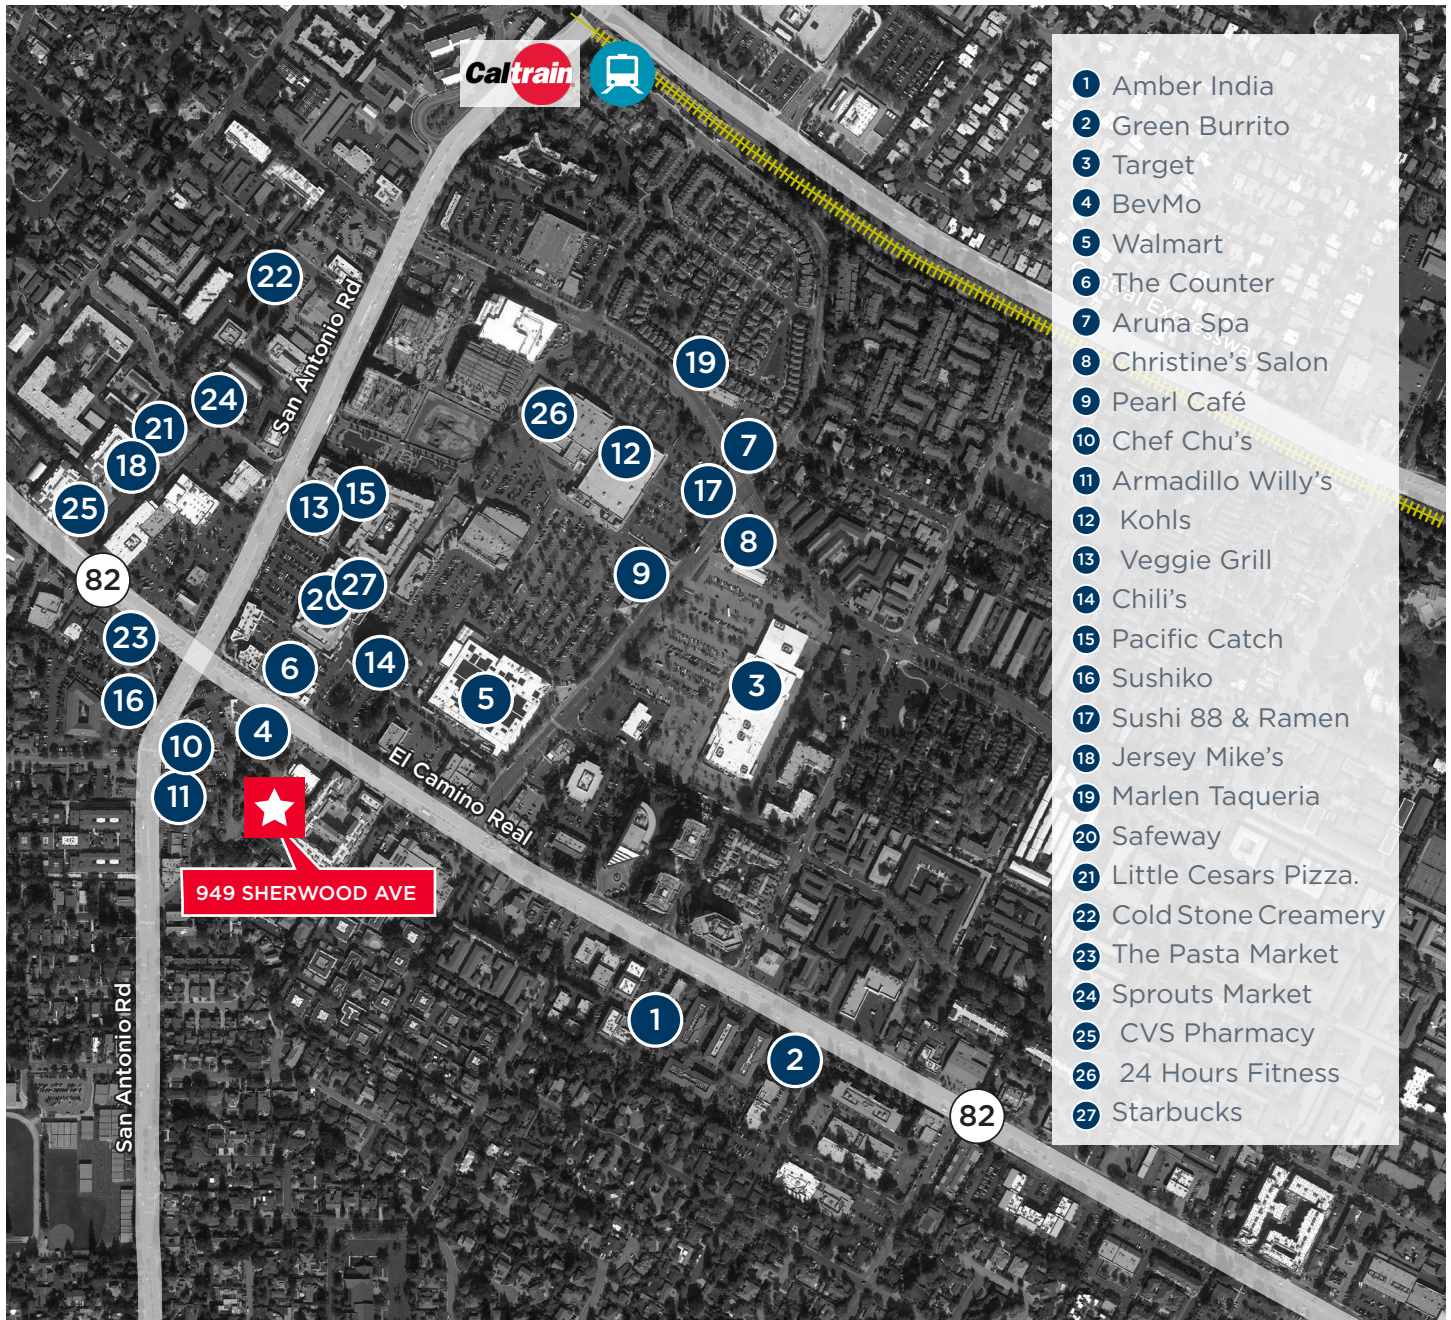 Caltrain
22
San Antonio Rd
19
24
26
21
7
12
18
15
17
25
13
8
9
27
20
82
23
6
14
3
16
5
4
10
El Camino Real
11
949 SHERWOOD AVE
San Antonio Rd
1
2
82
Central Expressway
1 Amber India
2 Green Burrito
3 Target
4 BevMo
5 Walmart
6 The Counter
7 Aruna Spa
8 Christine's Salon
9 Pearl Café
10 Chef Chu's
11 Armadillo Willy's
12 Kohls
13 Veggie Grill
14 Chili's
15 Pacific Catch
16 Sushiko
17 Sushi 88 & Ramen
18 Jersey Mike's
19 Marlen Taqueria
20 Safeway
21 Little Cesars Pizza.
22 Cold Stone Creamery
23 The Pasta Market
24 Sprouts Market
25 CVS Pharmacy
26 24 Hours Fitness
27 Starbucks